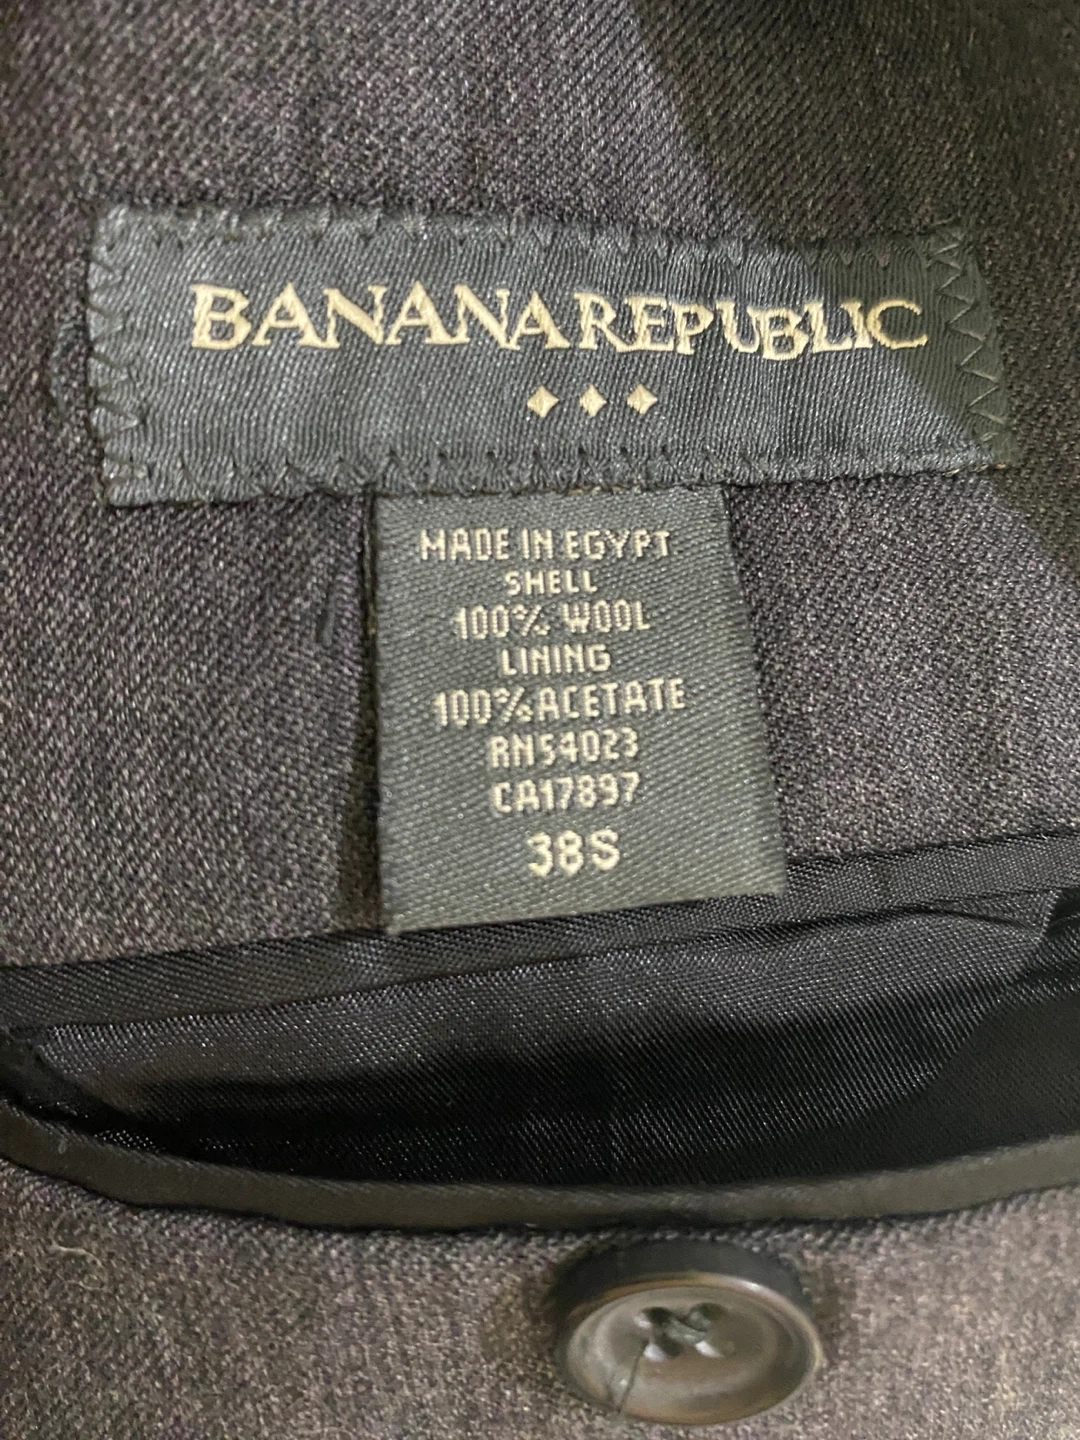 BANANA REPUBLIC
MADE IN EGYPT
SHELL
100% WOOL
LINING
100% ACETATE
RN54023
CA17897
38S